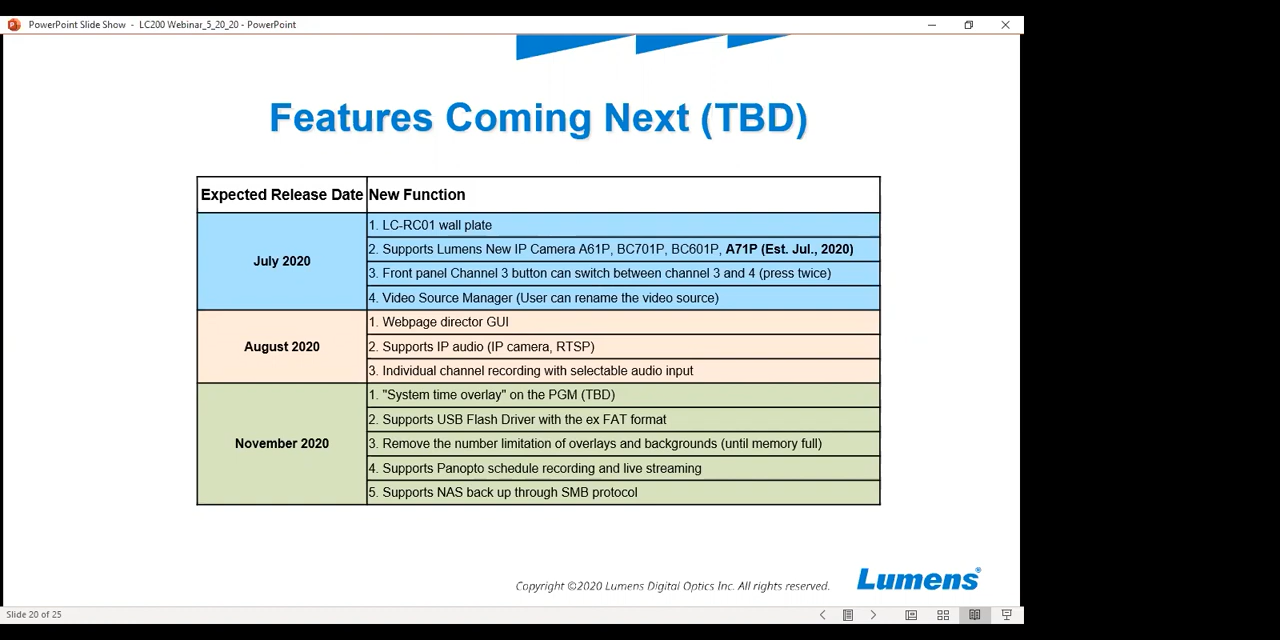 PowerPoint Slide Show - LC200 Webinar_5_20_20 - PowerPoint
Features Coming Next (TBD)
Expected Release Date New Function
July 2020
1. LC-RC01 wall plate
2. Supports Lumens New IP Camera A61P, BC701P, BC601P, A71P (Est. Jul., 2020)
3. Front panel Channel 3 button can switch between channel 3 and 4 (press twice)
4. Video Source Manager (User can rename the video source)
August 2020
1. Webpage director GUI
2. Supports IP audio (IP camera, RTSP)
3. Individual channel recording with selectable audio input
November 2020
1. "System time overlay" on the PGM (TBD)
2. Supports USB Flash Driver with the ex FAT format
3. Remove the number limitation of overlays and backgrounds (until memory full)
4. Supports Panopto schedule recording and live streaming
5. Supports NAS back up through SMB protocol
Copyright ©2020 Lumens Digital Optics Inc. All rights reserved.
Lumens®
Slide 20 of 25